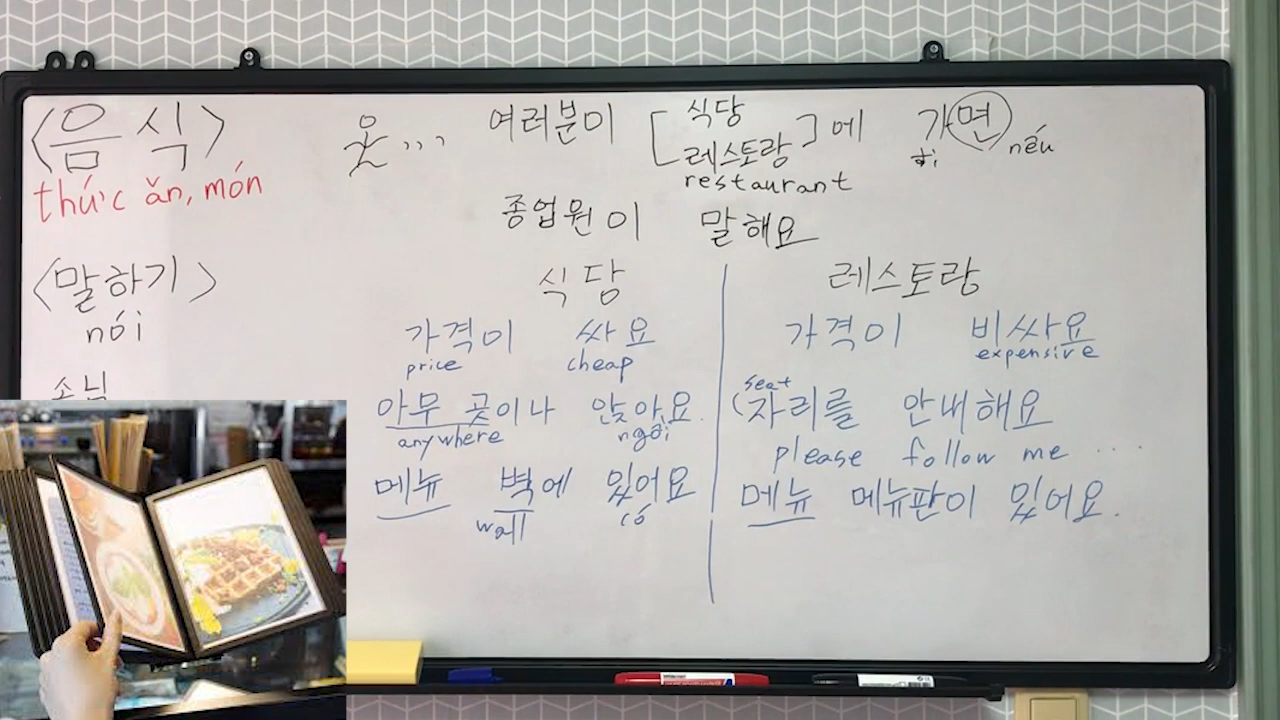 <음식>
thức ăn, món
<말하기>
nói
손님
옷...
여러분이 [식당 레스토랑]에 가면
restaurant đi nếu
종업원이 말해요
식당
가격이 싸요
price cheap
아무 곳이나 앉아요.
anywhere ngồi
메뉴 벽에 있어요
wall có
레스토랑
가격이 비싸요
expensive
seat
(자리를 안내해요
please follow me ....
메뉴 메뉴판이 있어요.